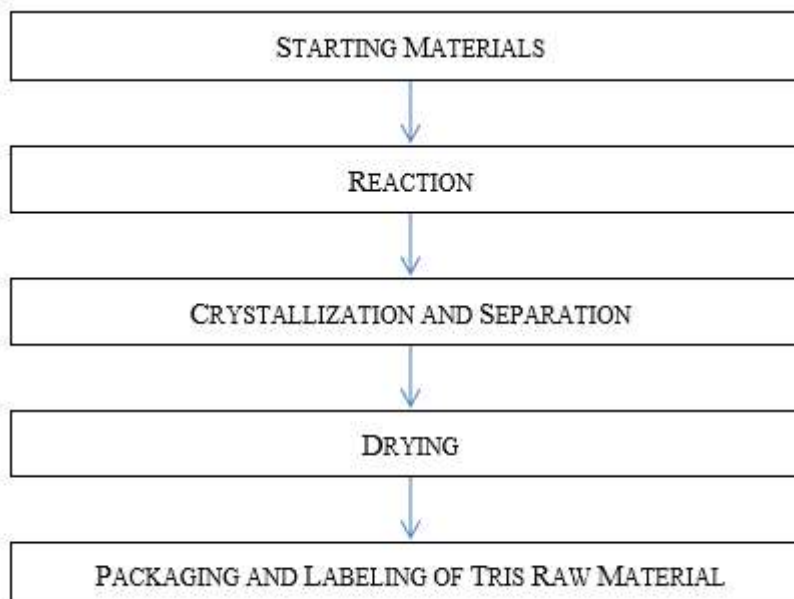 STARTING MATERIALS
REACTION
CRYSTALLIZATION AND SEPARATION
DRYING
PACKAGING AND LABELING OF TRIS RAW MATERIAL